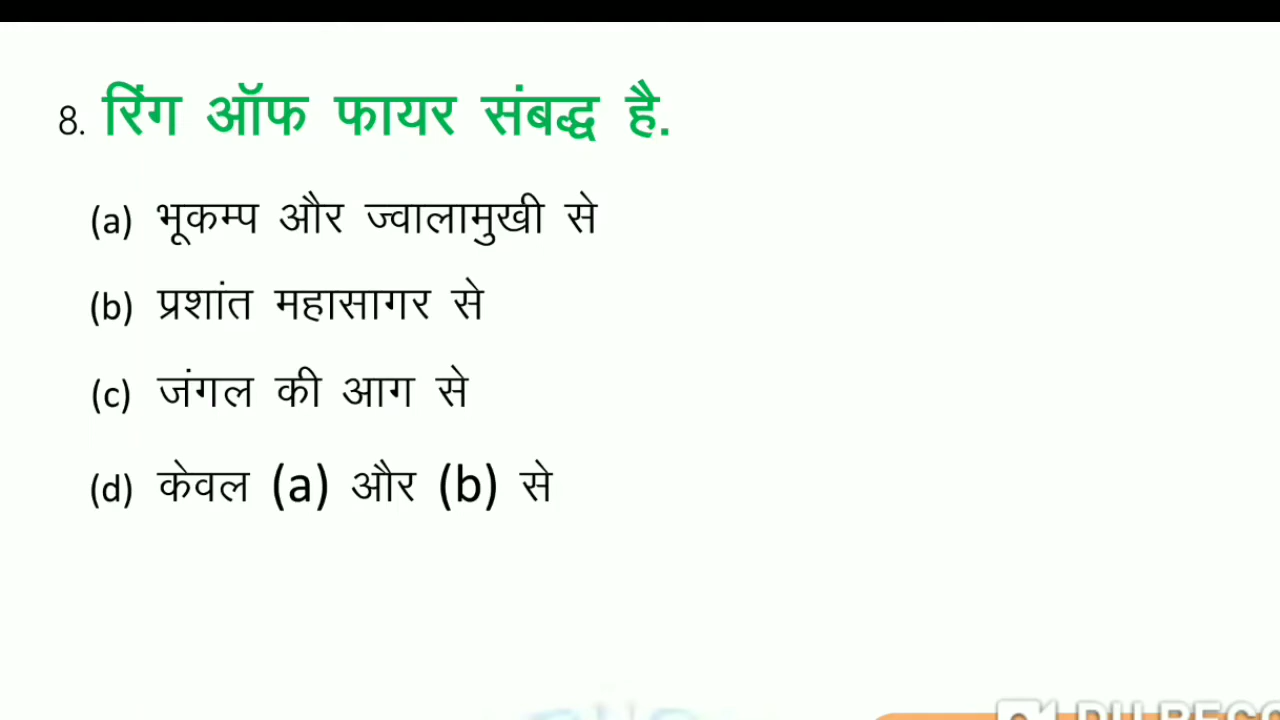 8. रिंग ऑफ फायर संबद्ध है.
(a) भूकम्प और ज्वालामुखी से
(b) प्रशांत महासागर से
(c) जंगल की आग से
(d) केवल (a) और (b) से